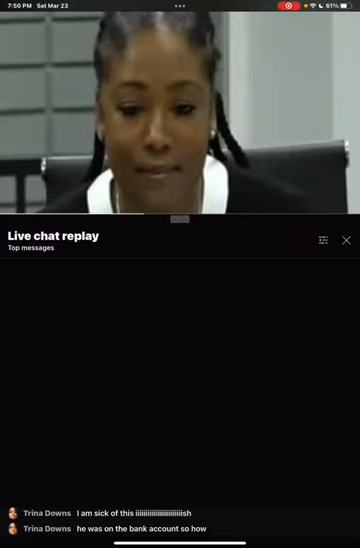 7:50 PM Sat Mar 23
61%
Live chat replay
Top messages
Trina Downs I am sick of this iiiiiiiiiiiiiiiiiiiiiiiish
Trina Downs he was on the bank account so how